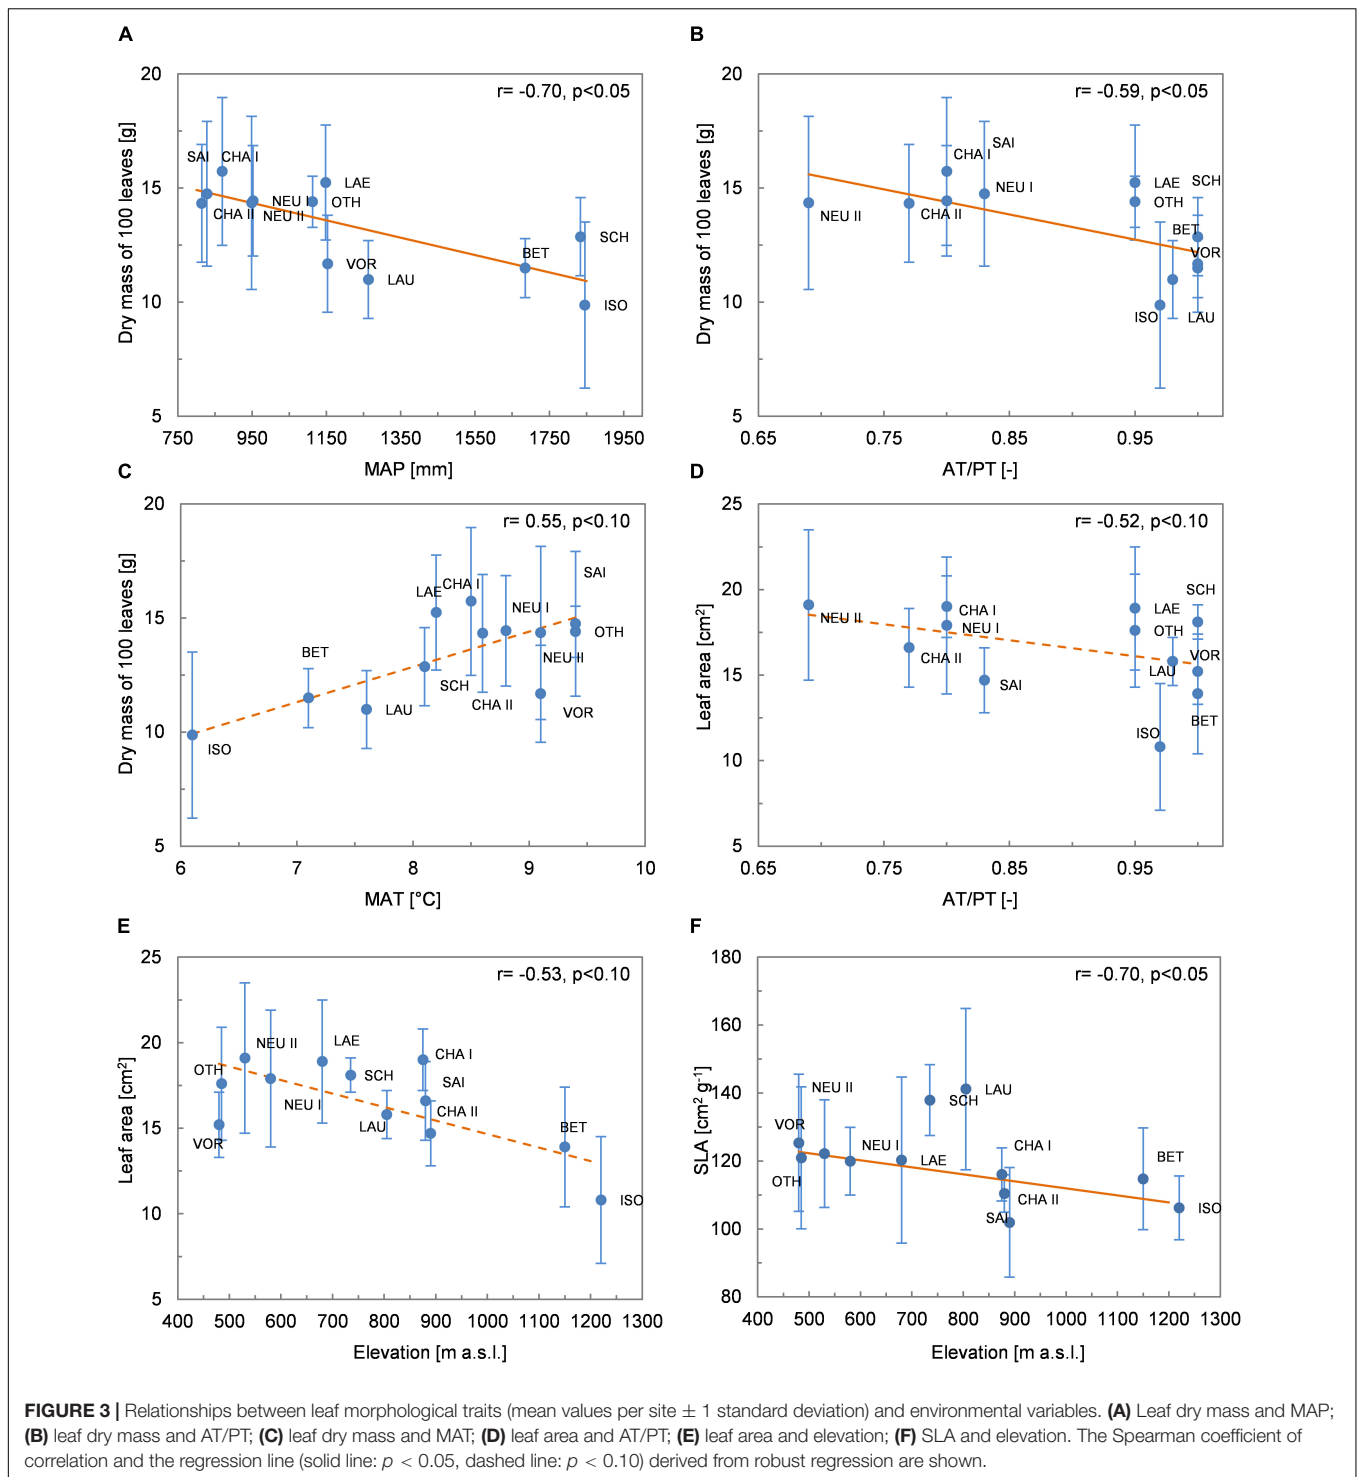 A
Dry mass of 100 leaves [g]
20
15
10
5
r= -0.70, p<0.05
SAI
CHA I
CHA II
NEU I
NEU II
LAE
OTH
VOR
LAU
BET
SCH
ISO
750 950 1150 1350 1550 1750 1950
MAP [mm]
B
Dry mass of 100 leaves [g]
20
15
10
5
r= -0.59, p<0.05
SAI
CHA I
NEU I
NEU II
CHA II
LAE
SCH
OTH
BET
VOR
ISO
LAU
0.65 0.75 0.85 0.95
AT/PT [-]
C
Dry mass of 100 leaves [g]
20
15
10
5
r= 0.55, p<0.10
SAI
CHA I
LAE
NEU I
OTH
BET
NEU II
SCH
CHA II
LAU
VOR
ISO
6 7 8 9 10
MAT [°C]
D
Leaf area [cm2]
25
20
15
10
5
r= -0.52, p<0.10
SCH
NEU II
CHA I
LAE
NEU I
OTH
CHA II
VOR
LAU
SAI
BET
ISO
0.65 0.75 0.85 0.95
AT/PT [-]
E
Leaf area [cm2]
25
20
15
10
5
r= -0.53, p<0.10
NEU II
LAE
CHA I
OTH
SCH
SAI
NEU I
CHA II
LAU
BET
VOR
ISO
400 500 600 700 800 900 1000 1100 1200 1300
Elevation [m a.s.l.]
F
SLA [cm2 g-1]
180
160
140
120
100
80
r= -0.70, p<0.05
NEU II
LAU
SCH
VOR
NEU I
CHA I
LAE
BET
OTH
CHA II
SAI
ISO
400 500 600 700 800 900 1000 1100 1200 1300
Elevation [m a.s.l.]
FIGURE 3 | Relationships between leaf morphological traits (mean values per site ± 1 standard deviation) and environmental variables. (A) Leaf dry mass and MAP;
(B) leaf dry mass and AT/PT; (C) leaf dry mass and MAT; (D) leaf area and AT/PT; (E) leaf area and elevation; (F) SLA and elevation. The Spearman coefficient of
correlation and the regression line (solid line: p < 0.05, dashed line: p < 0.10) derived from robust regression are shown.